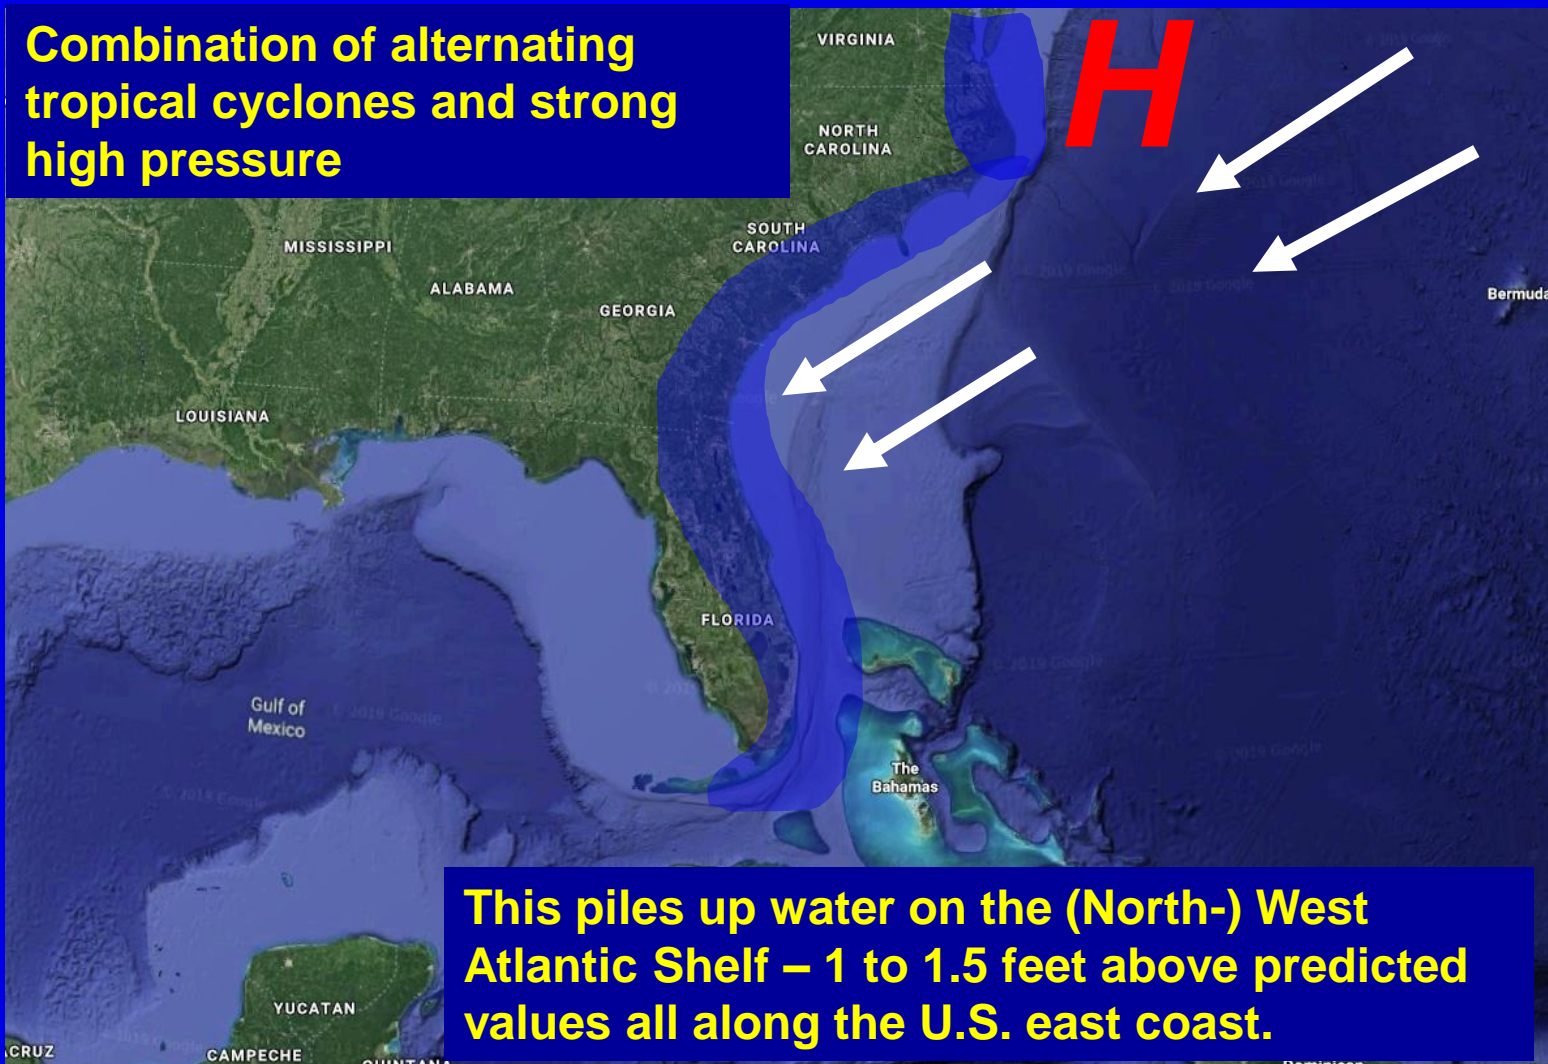 Combination of alternating
tropical cyclones and strong
high pressure
H
VIRGINIA
NORTH
CAROLINA
SOUTH
CAROLINA
MISSISSIPPI
ALABAMA
GEORGIA
Bermuda
LOUISIANA
FLORIDA
Gulf of
Mexico
© 2019 Google
The
Bahamas
This piles up water on the (North-) West
Atlantic Shelf – 1 to 1.5 feet above predicted
values all along the U.S. east coast.
YUCATAN
CAMPECHE